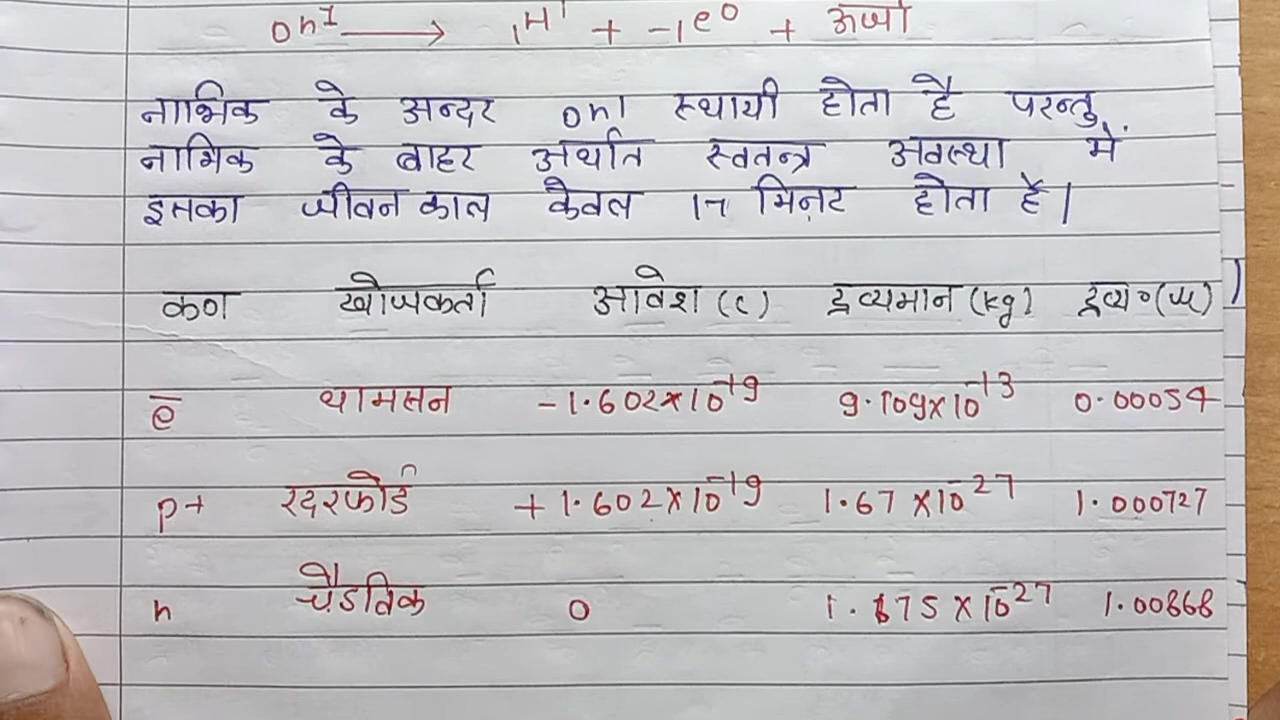 ₀n¹ ⟶ ₁H¹ + ₋₁e⁰ + ऊर्जा
नाभिक के अन्दर ₀n¹ स्थायी होता है परन्तु
नाभिक के बाहर अर्थात स्वतन्त्र अवस्था में
इसका जीवन काल केवल 17 मिनट होता है।
कण खोजकर्ता आवेश (c) द्रव्यमान (kg) द्रव्य० (u)
e̅ थामसन -1.602×10⁻¹⁹ 9.109×10⁻¹³ 0.00054
p+ रदरफोर्ड +1.602×10⁻¹⁹ 1.67×10⁻²⁷ 1.000727
n चैडविक 0 1.675×10⁻²⁷ 1.00868